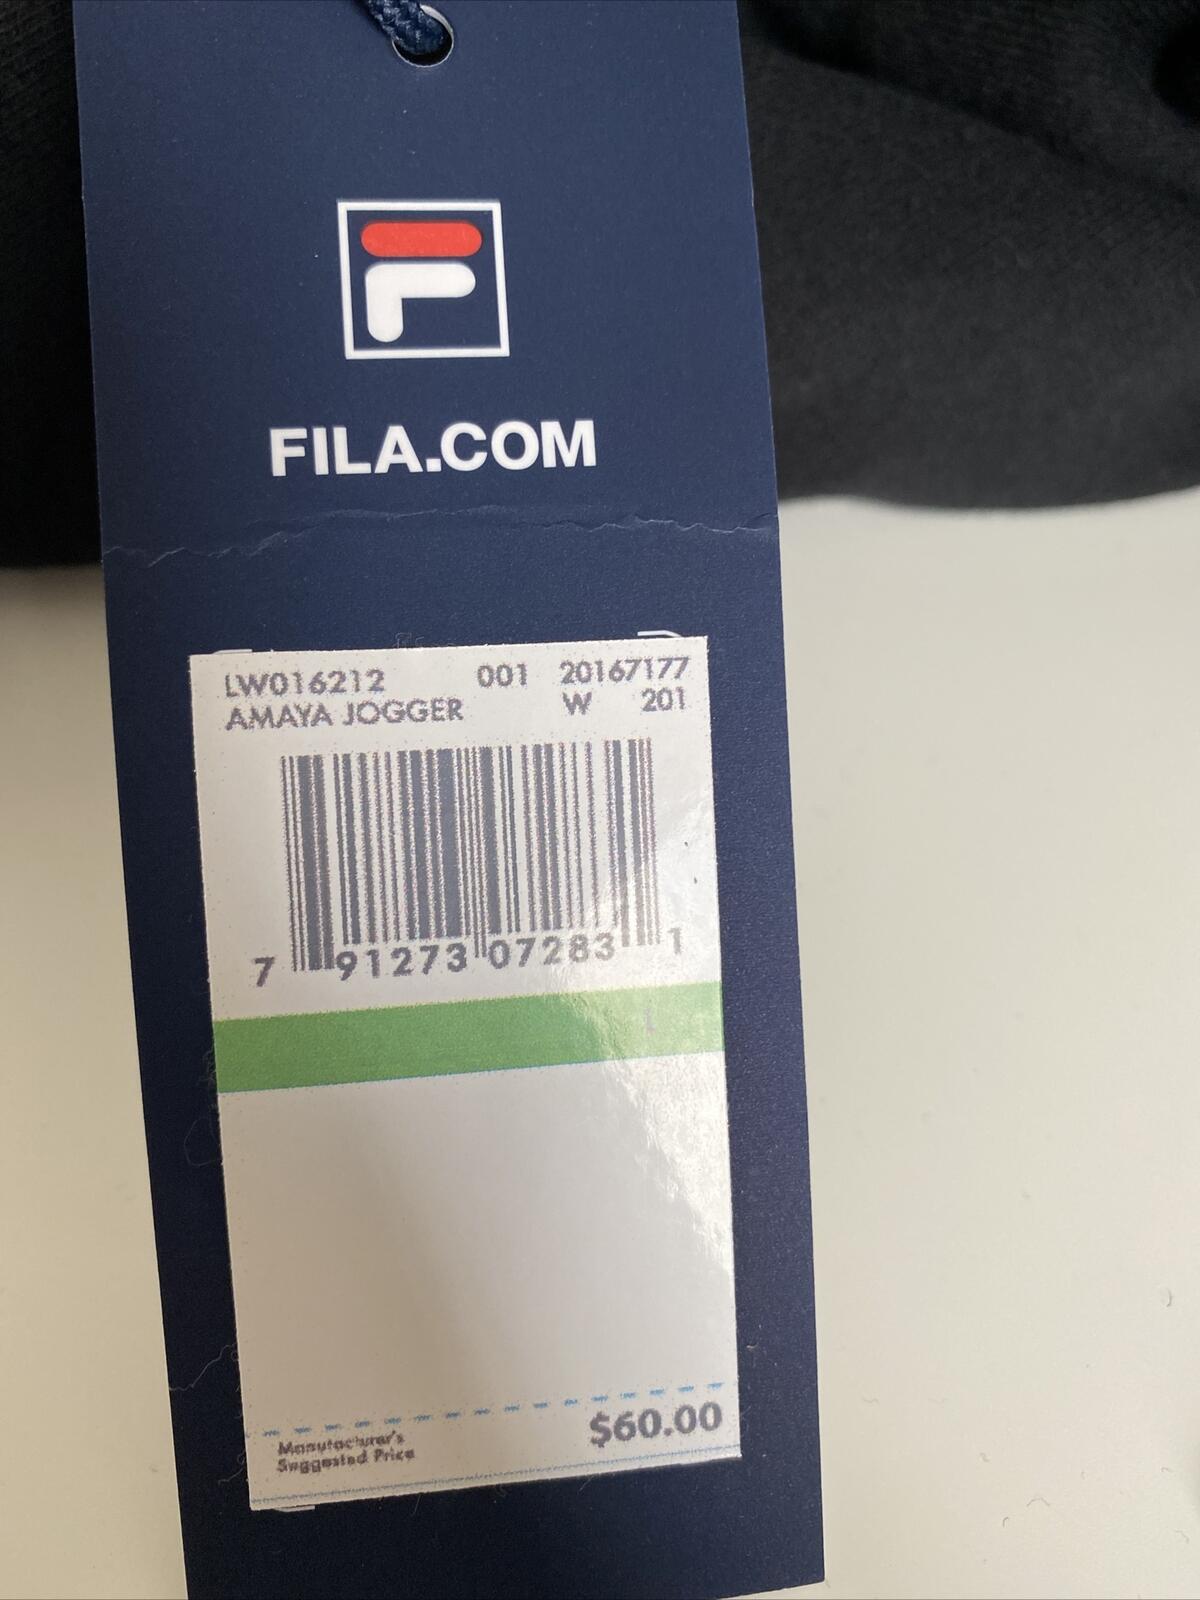 FILA.COM
LW016212 001 20167177
AMAYA JOGGER W 201
7 91273 07283 1
L
$60.00
Manufacturer's
Suggested Price